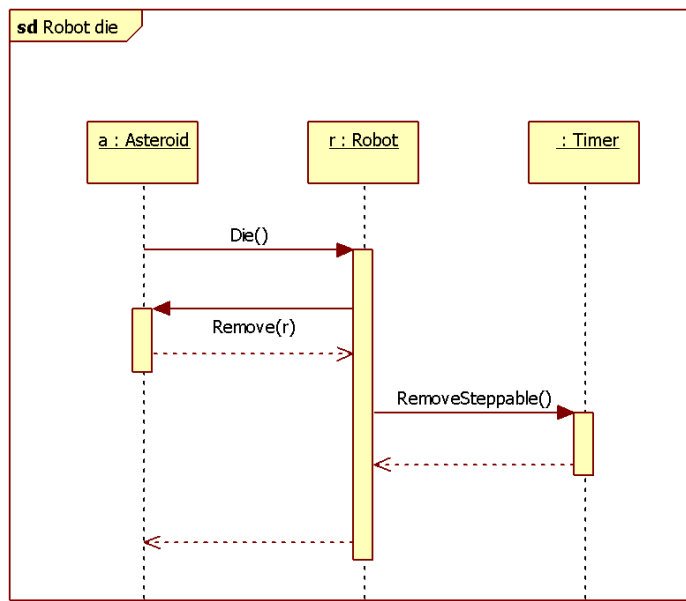 sd Robot die
a : Asteroid
r : Robot
: Timer
Die()
Remove(r)
RemoveSteppable()